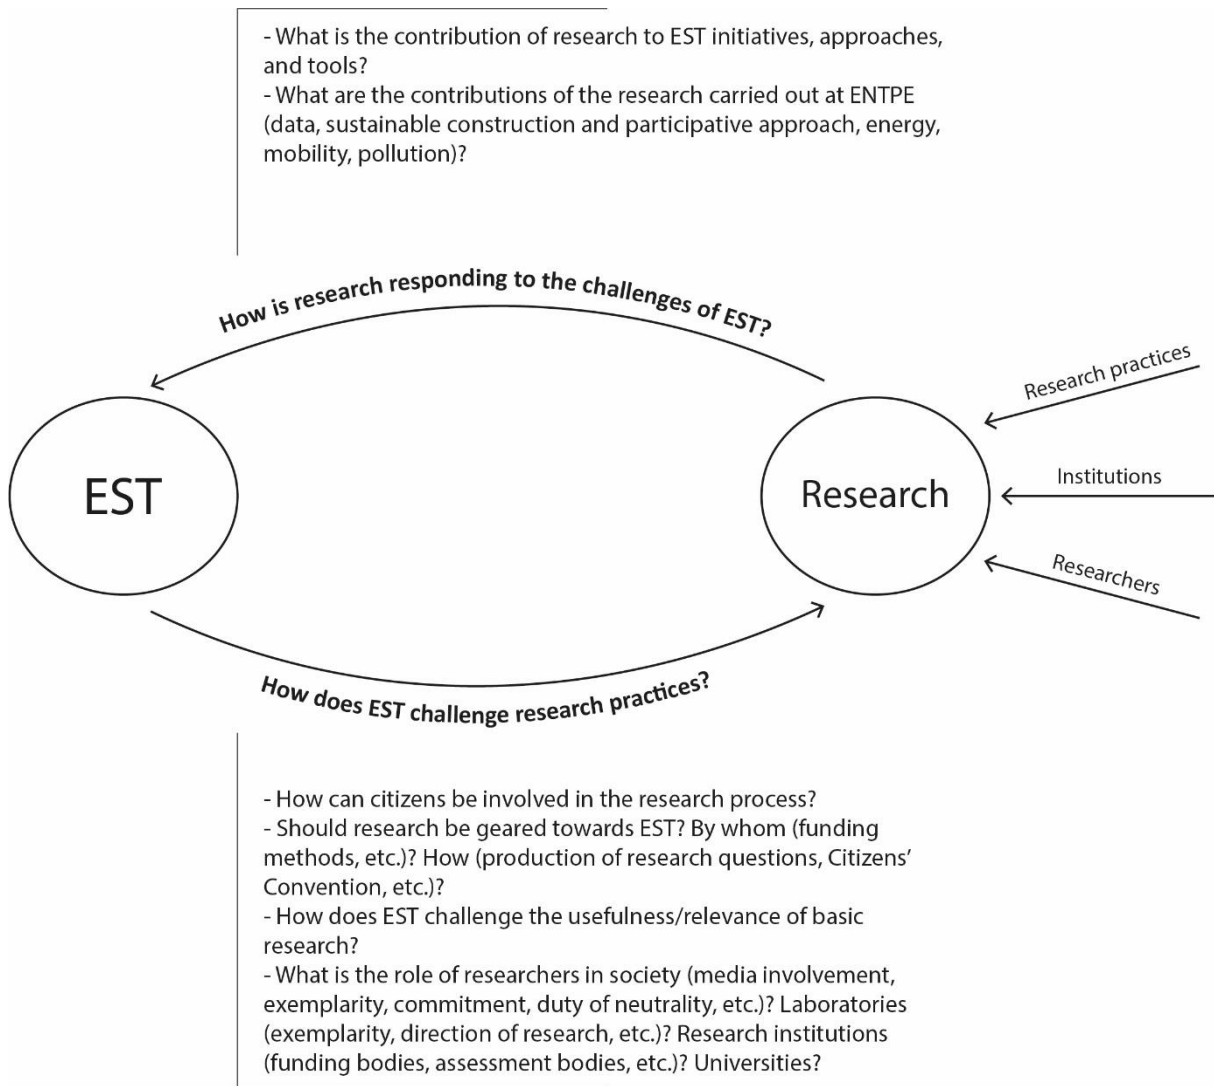 - What is the contribution of research to EST initiatives, approaches,
and tools?
- What are the contributions of the research carried out at ENTPE
(data, sustainable construction and participative approach, energy,
mobility, pollution)?
How is research responding to the challenges of EST?
Research practices
EST
Research
Institutions
Researchers
How does EST challenge research practices?
- How can citizens be involved in the research process?
- Should research be geared towards EST? By whom (funding
methods, etc.)? How (production of research questions, Citizens’
Convention, etc.)?
- How does EST challenge the usefulness/relevance of basic
research?
- What is the role of researchers in society (media involvement,
exemplarity, commitment, duty of neutrality, etc.)? Laboratories
(exemplarity, direction of research, etc.)? Research institutions
(funding bodies, assessment bodies, etc.)? Universities?